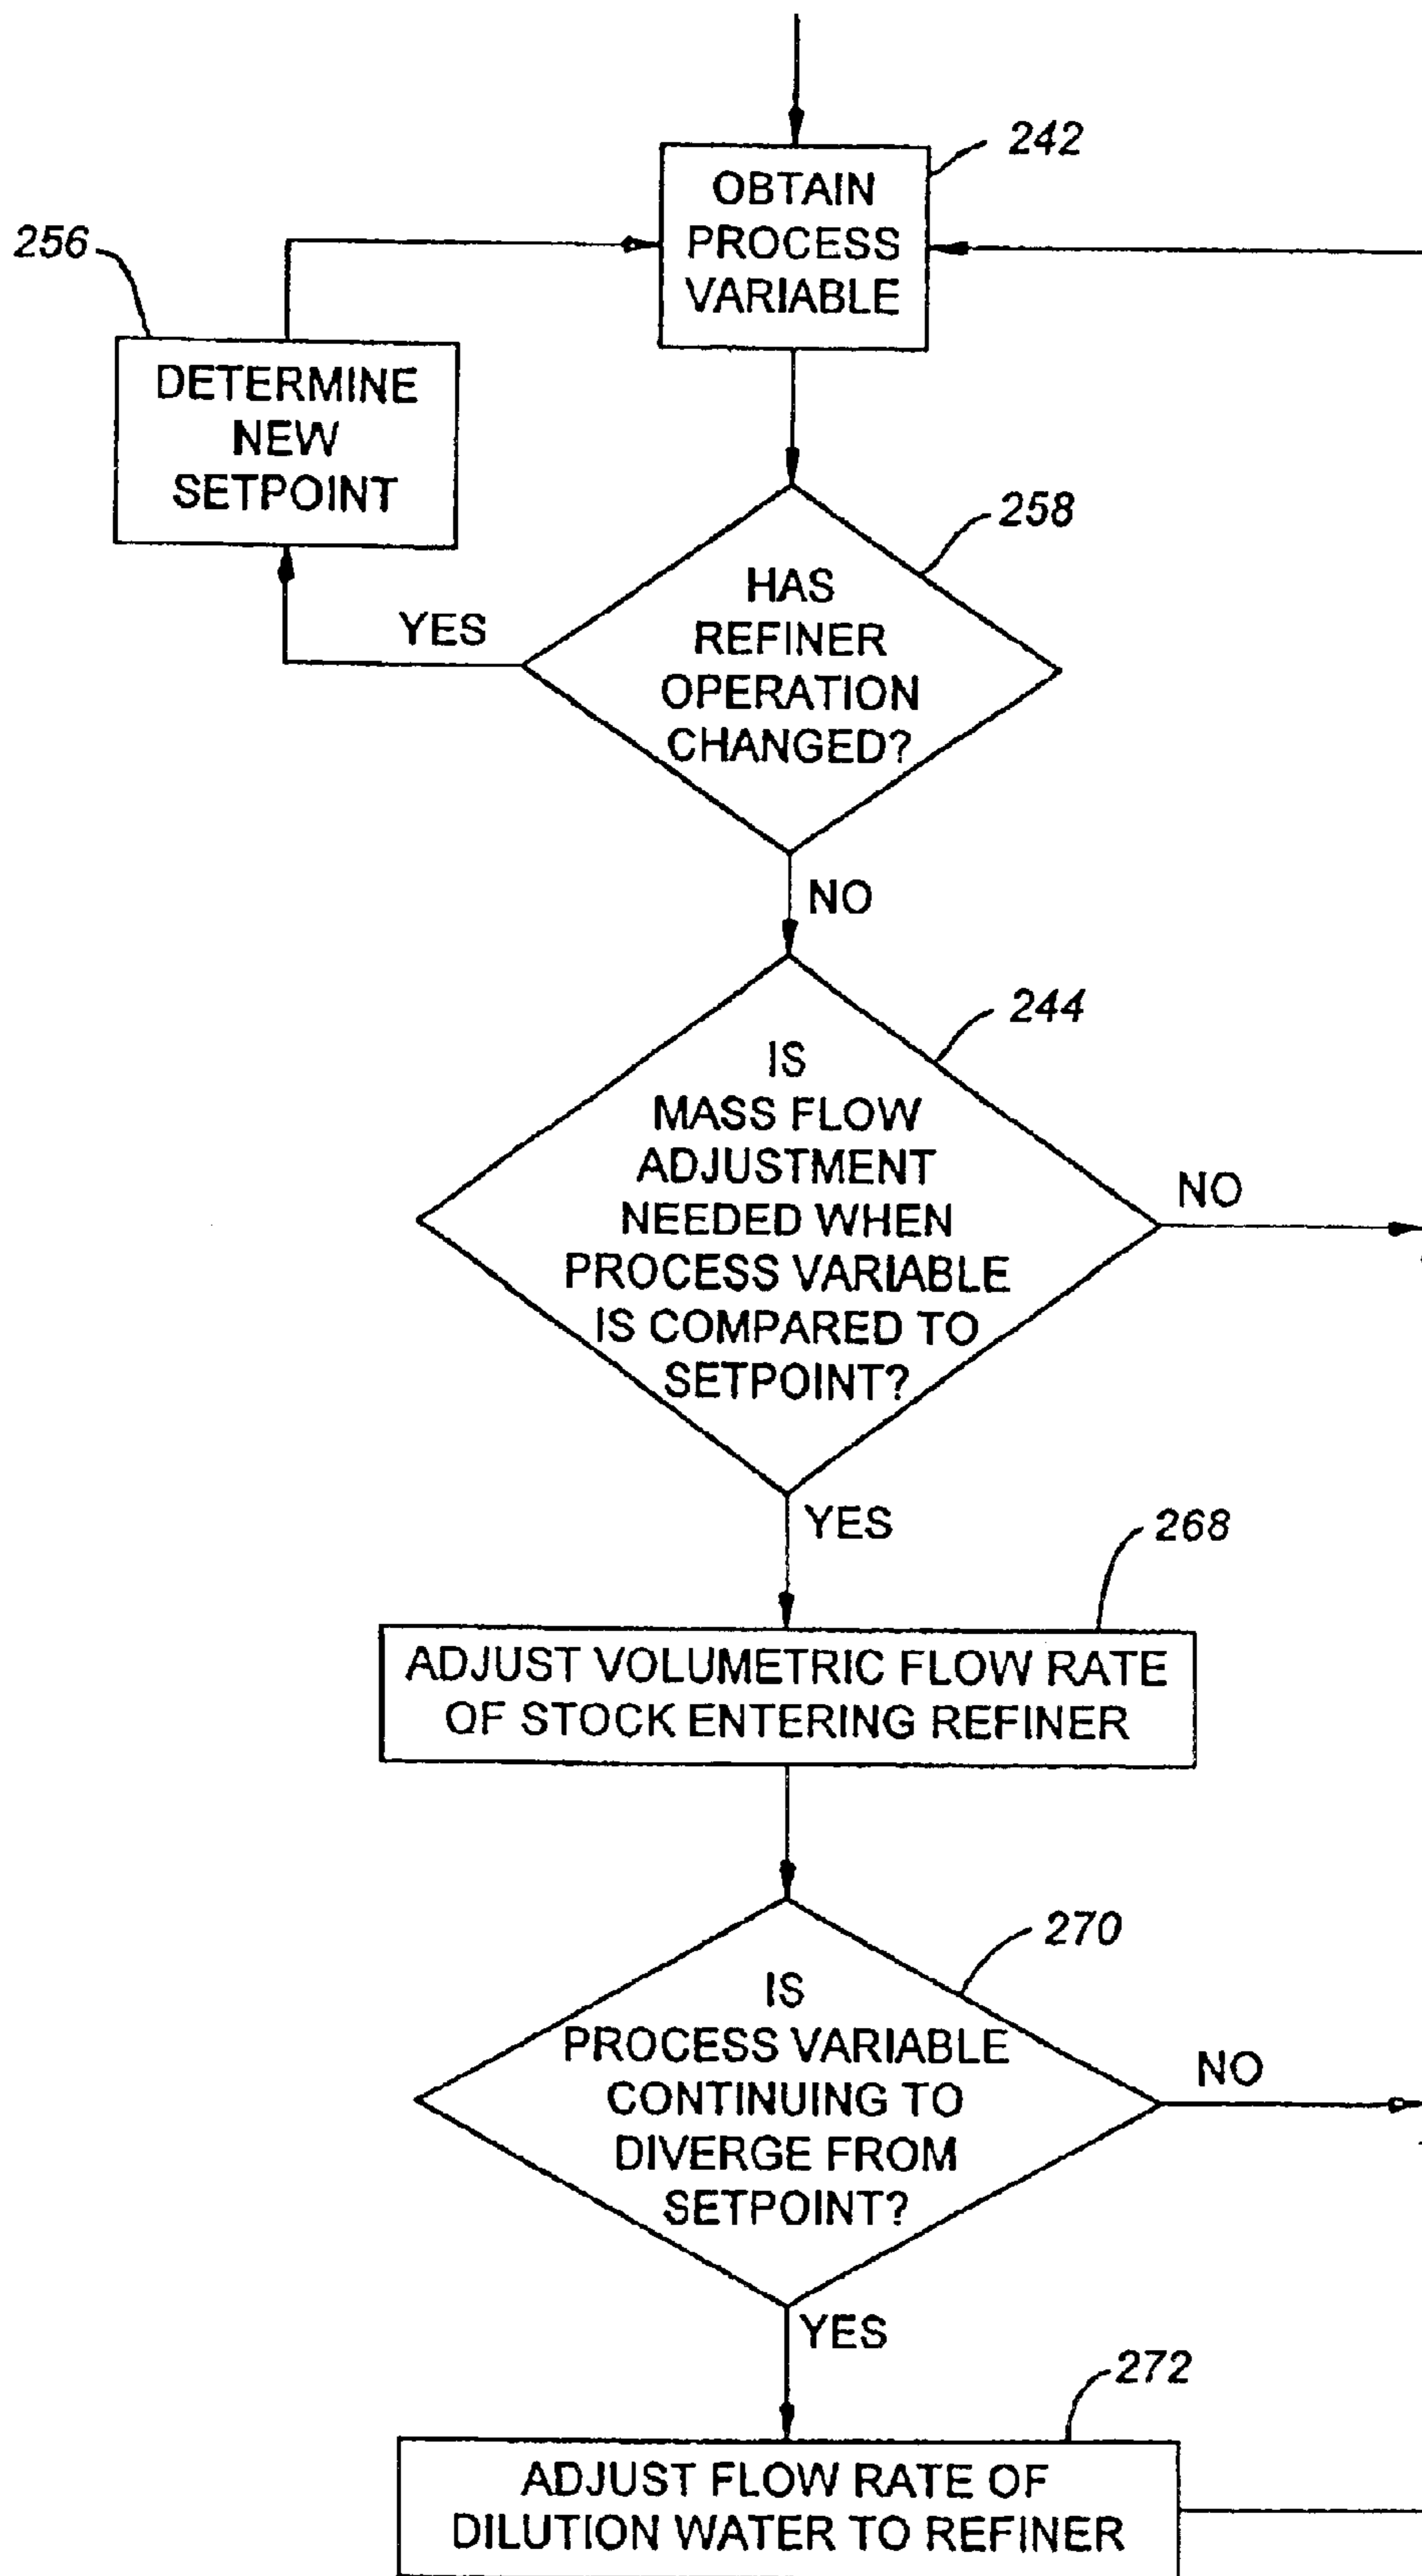 242
OBTAIN
PROCESS
VARIABLE
256
DETERMINE
NEW
SETPOINT
258
HAS
REFINER
OPERATION
CHANGED?
YES
NO
244
IS
MASS FLOW
ADJUSTMENT
NEEDED WHEN
PROCESS VARIABLE
IS COMPARED TO
SETPOINT?
NO
YES
268
ADJUST VOLUMETRIC FLOW RATE
OF STOCK ENTERING REFINER
270
IS
PROCESS VARIABLE
CONTINUING TO
DIVERGE FROM
SETPOINT?
NO
YES
272
ADJUST FLOW RATE OF
DILUTION WATER TO REFINER